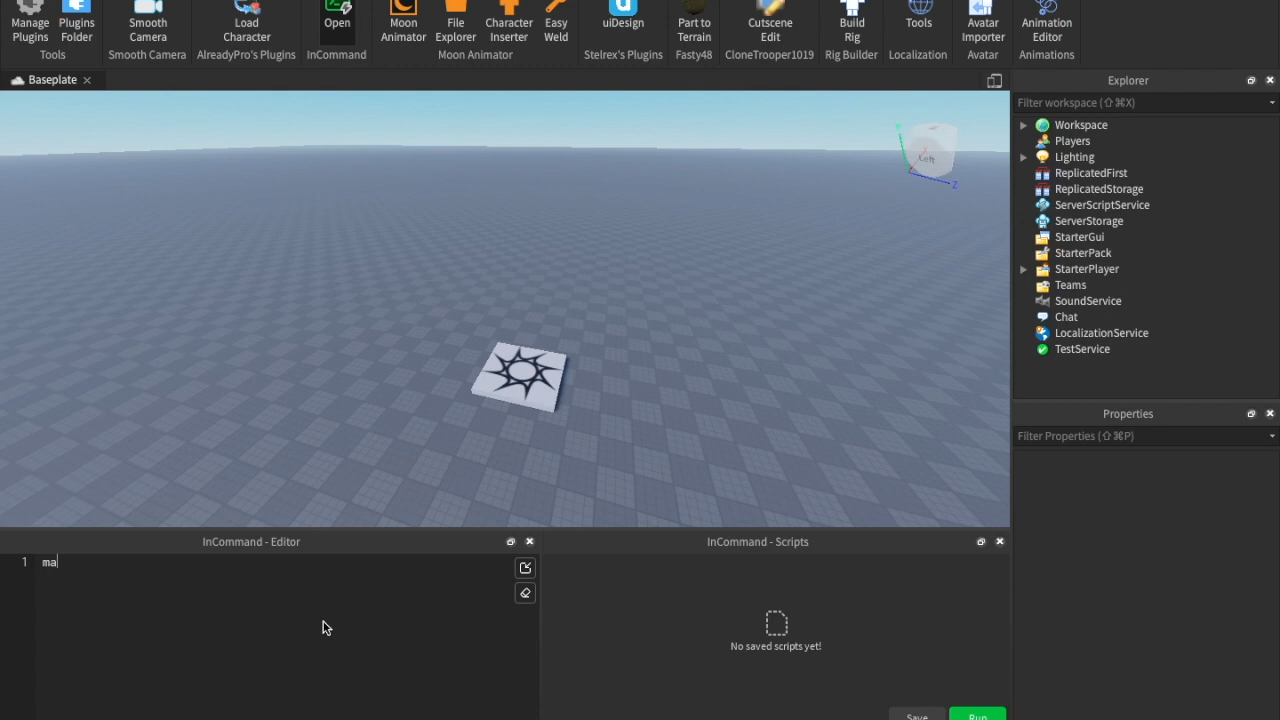 Manage Plugins
Plugins Folder
Smooth Camera
Load Character
Open
Moon Animator
File Explorer
Character Inserter
Easy Weld
uiDesign
Part to Terrain
Cutscene Edit
Build Rig
Tools
Avatar Importer
Animation Editor
Tools
Smooth Camera
AlreadyPro's Plugins
InCommand
Moon Animator
Stelrex's Plugins
Fasty48
CloneTrooper1019
Rig Builder
Localization
Avatar
Animations
Baseplate
Explorer
Filter workspace (⇧⌘X)
Workspace
Players
Lighting
ReplicatedFirst
ReplicatedStorage
ServerScriptService
ServerStorage
StarterGui
StarterPack
StarterPlayer
Teams
SoundService
Chat
LocalizationService
TestService
Left
Z
Properties
Filter Properties (⇧⌘P)
InCommand - Editor
1 ma
InCommand - Scripts
No saved scripts yet!
Save
Run